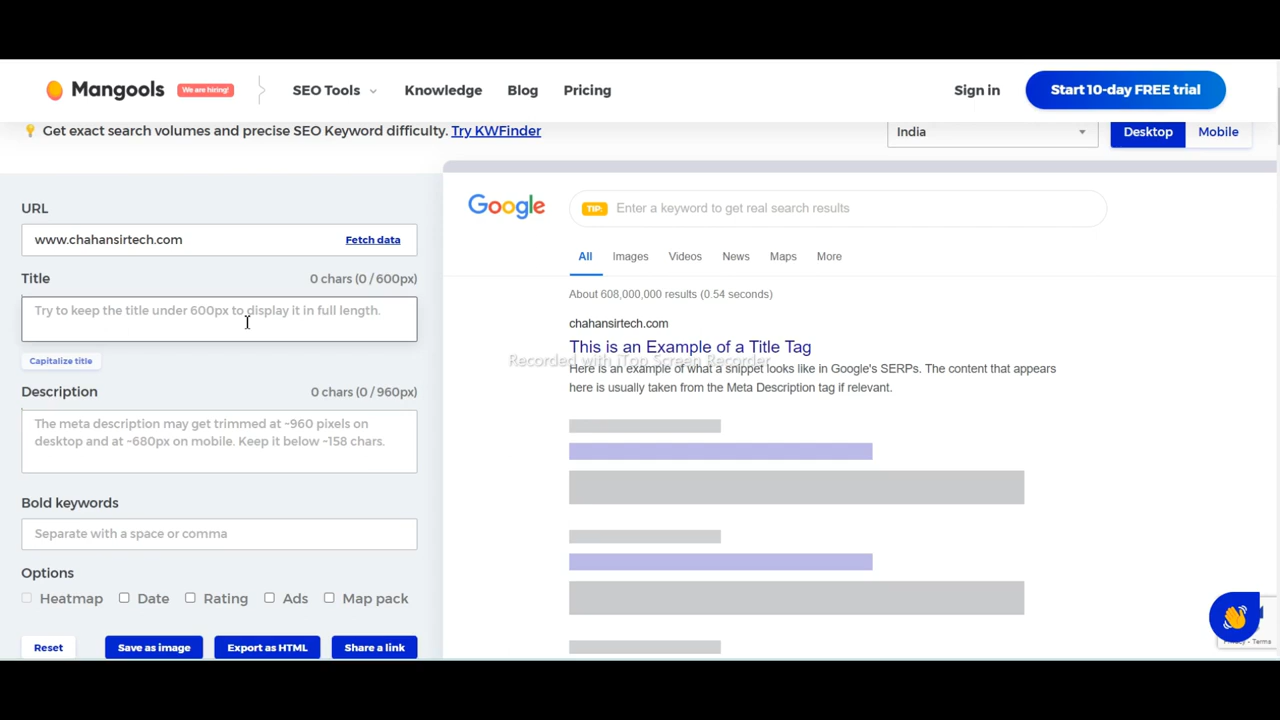 Mangools
We are hiring!
SEO Tools
Knowledge
Blog
Pricing
Sign in
Start 10-day FREE trial
Get exact search volumes and precise SEO Keyword difficulty. Try KWFinder
India
Desktop
Mobile
URL
www.chahansirtech.com
Fetch data
Title
0 chars (0 / 600px)
Try to keep the title under 600px to display it in full length.
Capitalize title
Description
0 chars (0 / 960px)
The meta description may get trimmed at ~960 pixels on
desktop and at ~680px on mobile. Keep it below ~158 chars.
Bold keywords
Separate with a space or comma
Options
Heatmap
Date
Rating
Ads
Map pack
Reset
Save as image
Export as HTML
Share a link
Google
TIP:
Enter a keyword to get real search results
All
Images
Videos
News
Maps
More
About 608,000,000 results (0.54 seconds)
chahansirtech.com
This is an Example of a Title Tag
Recorded with iTop Screen Recorder
Here is an example of what a snippet looks like in Google's SERPs. The content that appears
here is usually taken from the Meta Description tag if relevant.
- Terms